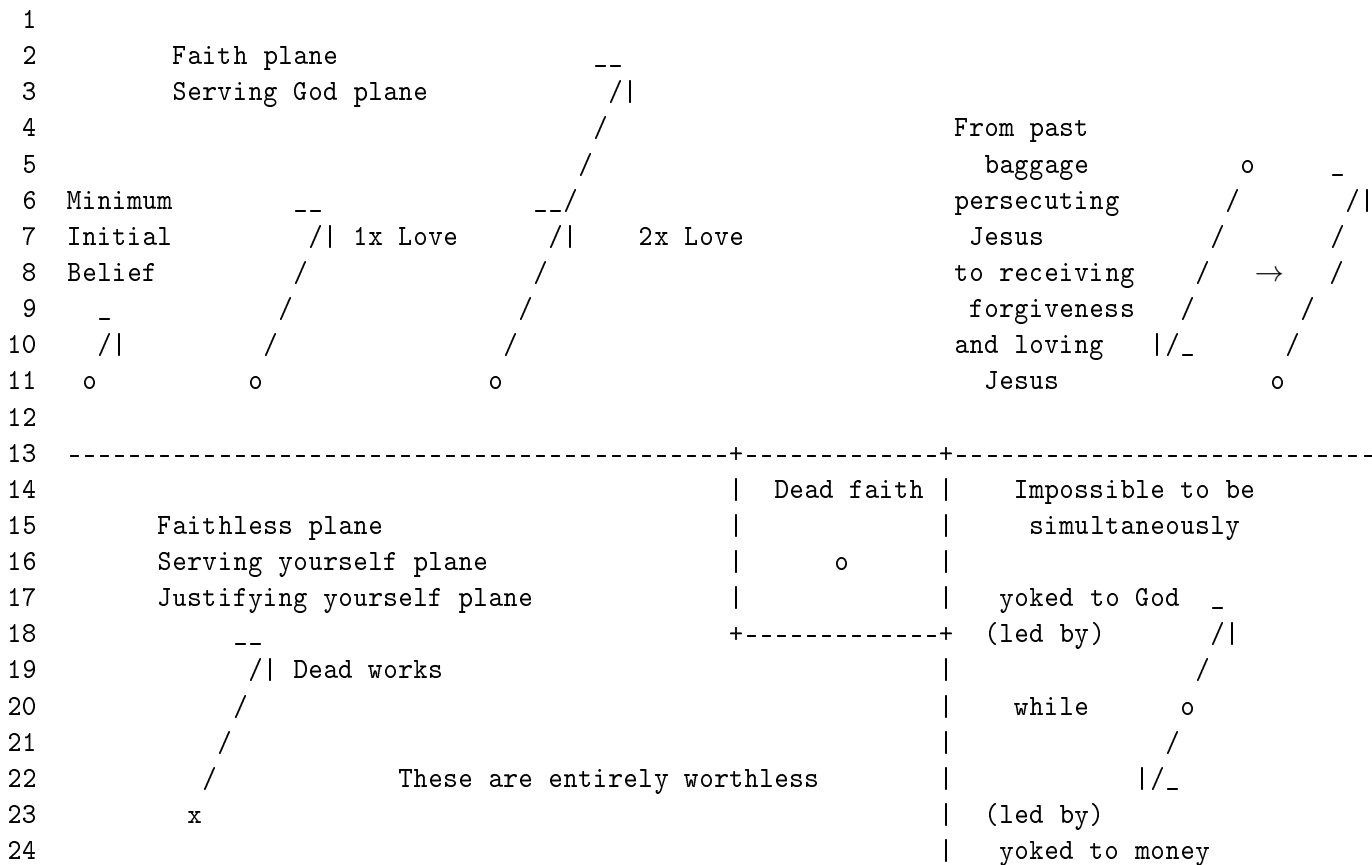 1
2         Faith plane                 __
3         Serving God plane            /|
4                                     /                       From past
5                                    /                          baggage          o     _
6  Minimum        __              __/                         persecuting       /       /|
7  Initial         /| 1x Love      /|    2x Love               Jesus           /       /
8  Belief         /               /                           to receiving    /   →   /
9    _           /               /                             forgiveness   /       /
10   /|         /               /                             and loving   |/_      /
11  o          o               o                                Jesus              o
12
13 --------------------------------------------+-------------+----------------------------
14                                             |  Dead faith |    Impossible to be
15       Faithless plane                       |             |     simultaneously
16       Serving yourself plane                |      o      |
17       Justifying yourself plane             |             |   yoked to God  _
18            __                               +-------------+  (led by)       /|
19             /| Dead works                                 |                /
20            /                                              |    while      o
21           /                                               |              /
22          /            These are entirely worthless        |            |/_
23         x                                                 |  (led by)
24                                                           |   yoked to money